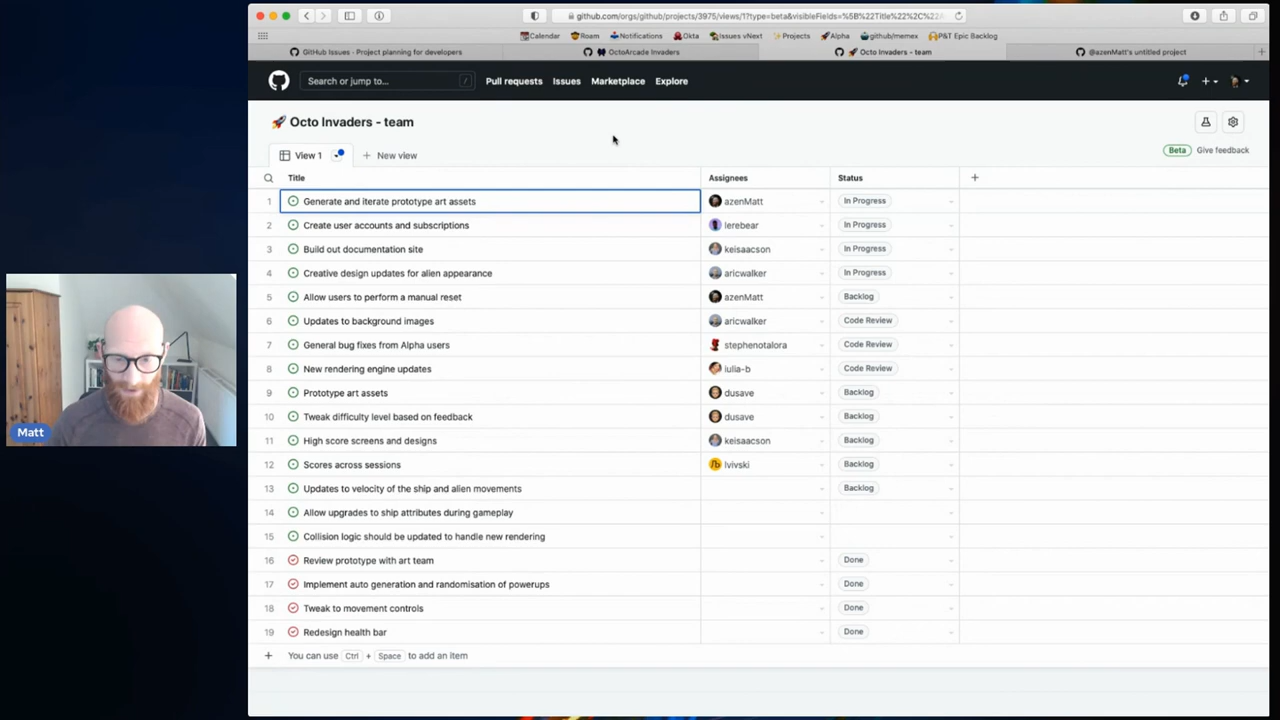 github.com/orgs/github/projects/3975/views/1?type=beta&visibleFields=%5B%22Title%22%2C%22A
Calendar Roam Notifications Okta Issues vNext Projects Alpha github/memex P&T Epic Backlog
GitHub Issues - Project planning for developers
OctoArcade Invaders
🚀 Octo Invaders - team
@azenMatt's untitled project
Search or jump to... /
Pull requests Issues Marketplace Explore
🚀 Octo Invaders - team
View 1
+ New view
Beta Give feedback
Title Assignees Status +
1 Generate and iterate prototype art assets azenMatt In Progress
2 Create user accounts and subscriptions lerebear In Progress
3 Build out documentation site keisaacson In Progress
4 Creative design updates for alien appearance aricwalker In Progress
5 Allow users to perform a manual reset azenMatt Backlog
6 Updates to background images aricwalker Code Review
7 General bug fixes from Alpha users stephenotalora Code Review
8 New rendering engine updates iulia-b Code Review
9 Prototype art assets dusave Backlog
10 Tweak difficulty level based on feedback dusave Backlog
11 High score screens and designs keisaacson Backlog
12 Scores across sessions lvivski Backlog
13 Updates to velocity of the ship and alien movements Backlog
14 Allow upgrades to ship attributes during gameplay
15 Collision logic should be updated to handle new rendering
16 Review prototype with art team Done
17 Implement auto generation and randomisation of powerups Done
18 Tweak to movement controls Done
19 Redesign health bar Done
+ You can use Ctrl + Space to add an item
Matt